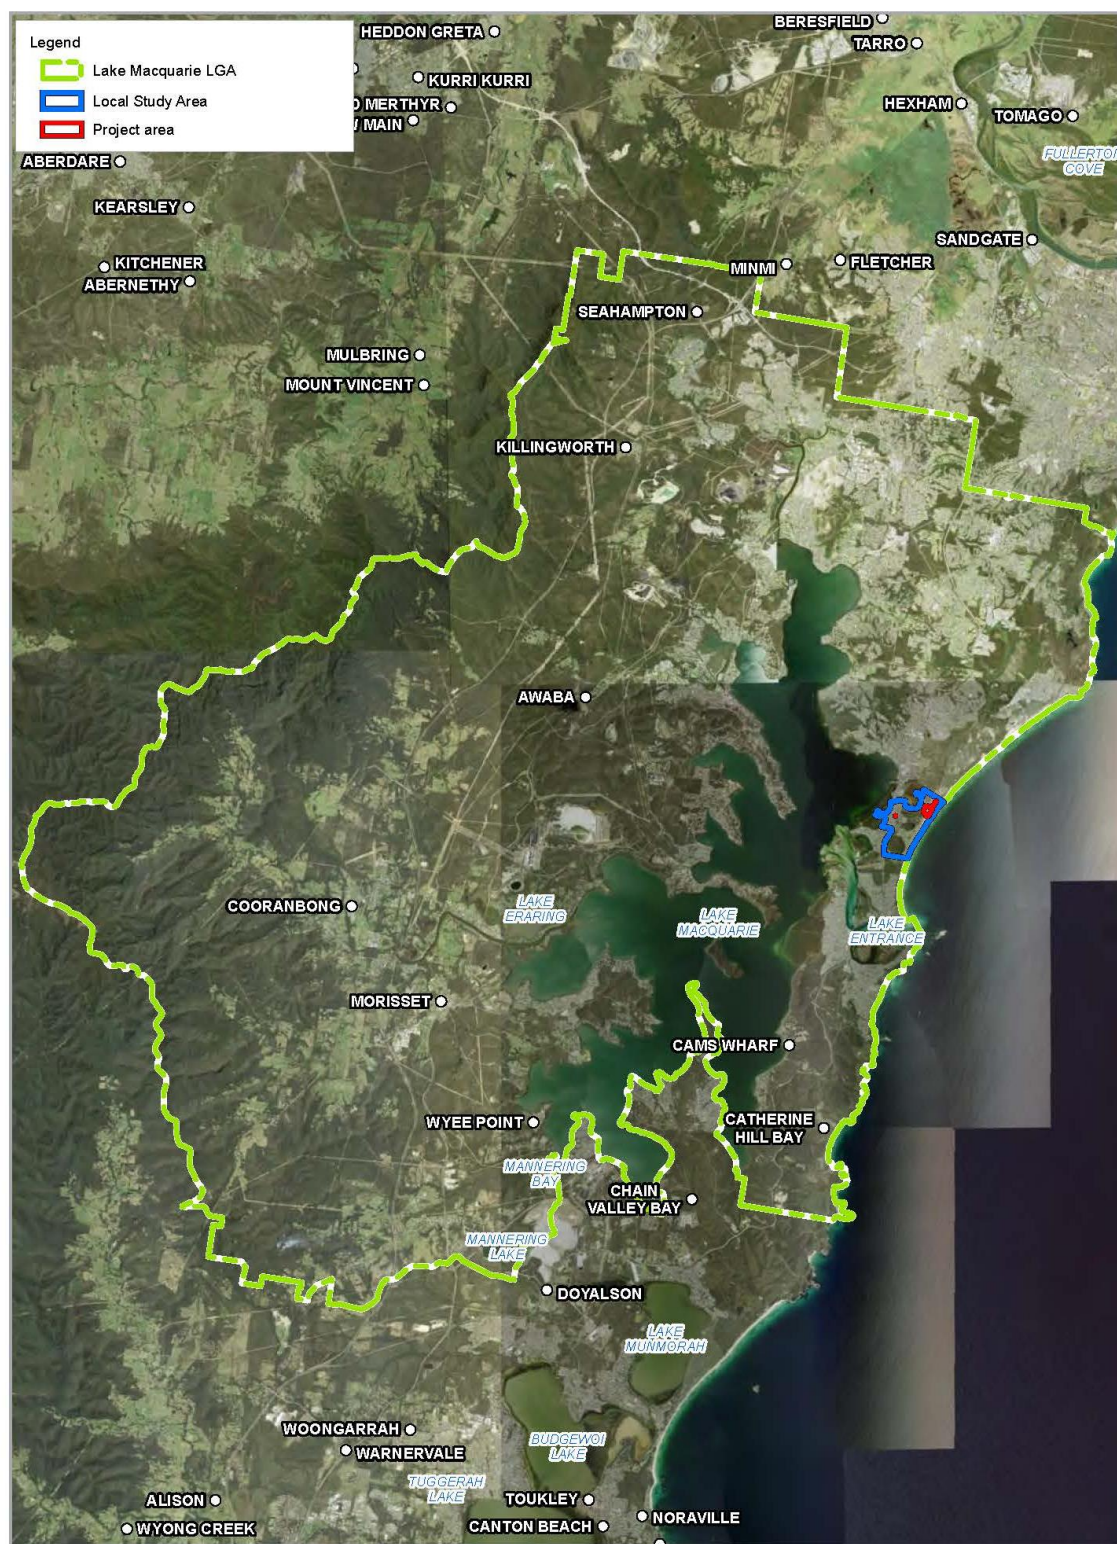 Legend
Lake Macquarie LGA
Local Study Area
Project area
BERESFIELD
HEDDON GRETA
TARRO
KURRI KURRI
HEXHAM
MERTHYR
TOMAGO
MAIN
FULLERTON
COVE
ABERDARE
KEARSLEY
SANDGATE
KITCHENER
MINMI
FLETCHER
ABERNETHY
SEAHAMPTON
MULBRING
MOUNT VINCENT
KILLINGWORTH
AWABA
COORANBONG
LAKE
ERARING
LAKE
MACQUARIE
LAKE
ENTRANCE
MORISSET
CAMS WHARF
WYEE POINT
CATHERINE
HILL BAY
MANNERING
BAY
CHAIN
VALLEY BAY
MANNERING
LAKE
DOYALSON
LAKE
MUNMORAH
WOONGARRAH
WARNERVALE
BUDGEWOI
LAKE
TUGGERAH
LAKE
ALISON
TOUKLEY
NORAVILLE
WYONG CREEK
CANTON BEACH